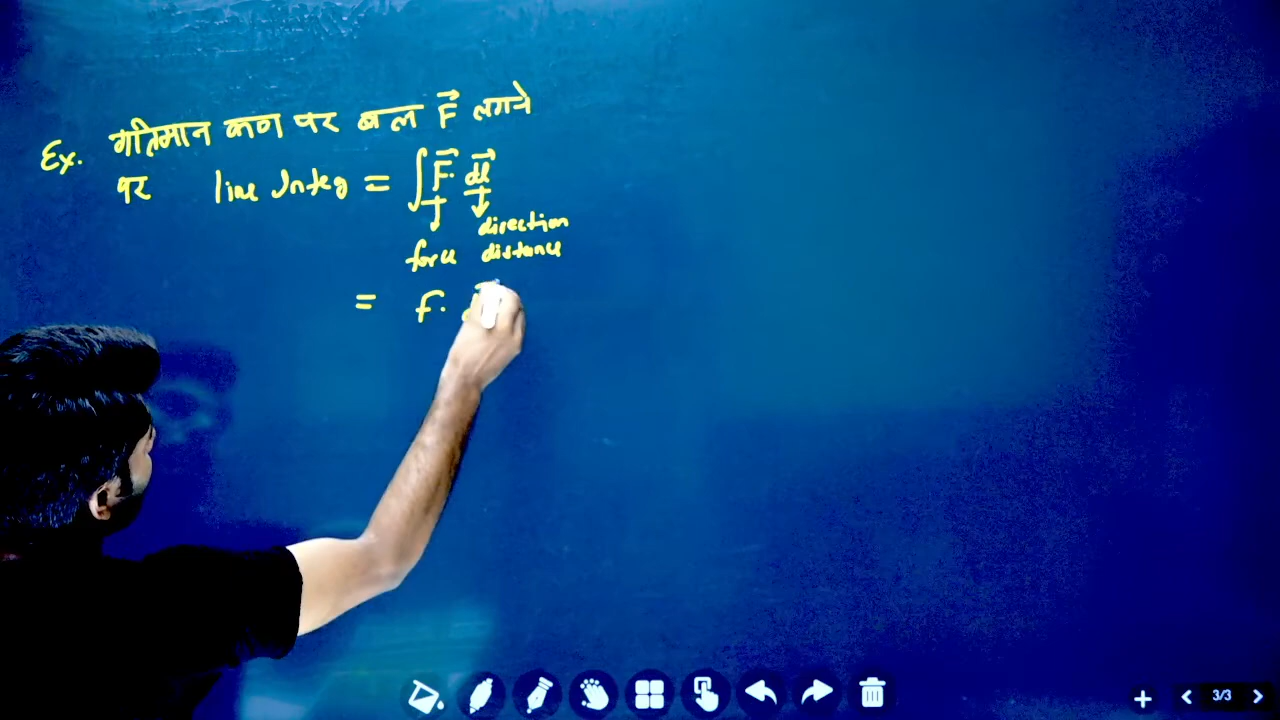 Ex. गतिमान कण पर बल F⃗ लगने
पर line Integ = ∫ F⃗. dl⃗
direction
force distance
= f.
3/3